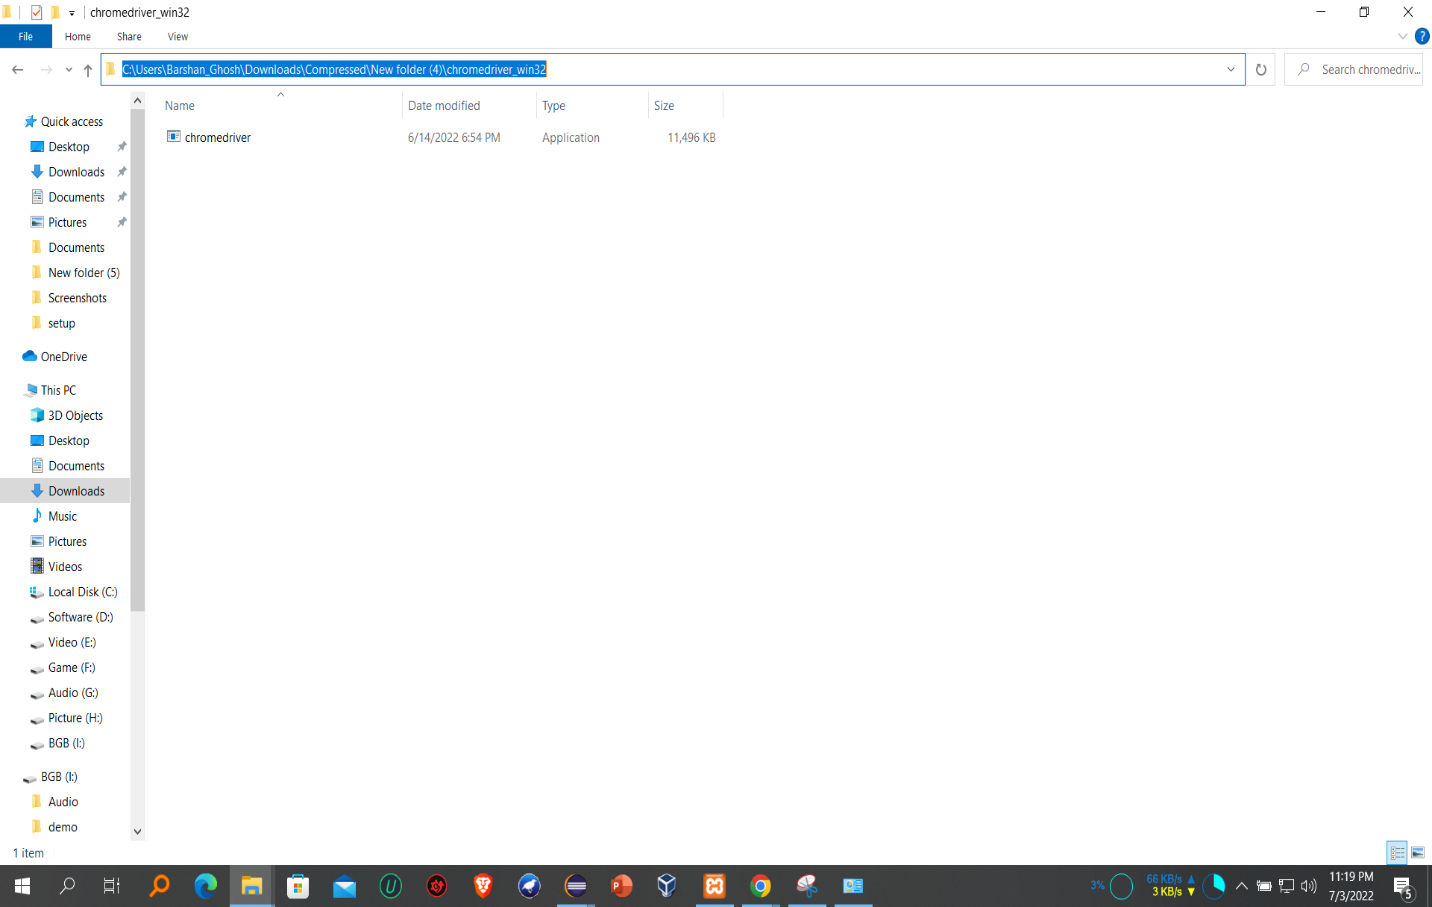 chromedriver_win32
File Home Share View
C:\Users\Barshan_Ghosh\Downloads\Compressed\New folder (4)\chromedriver_win32
Search chromedriv...
Name Date modified Type Size
chromedriver 6/14/2022 6:54 PM Application 11,496 KB
Quick access
Desktop
Downloads
Documents
Pictures
Documents
New folder (5)
Screenshots
setup
OneDrive
This PC
3D Objects
Desktop
Documents
Downloads
Music
Pictures
Videos
Local Disk (C:)
Software (D:)
Video (E:)
Game (F:)
Audio (G:)
Picture (H:)
BGB (I:)
BGB (I:)
Audio
demo
1 item
3%
66 KB/s
3 KB/s
11:19 PM
7/3/2022
5